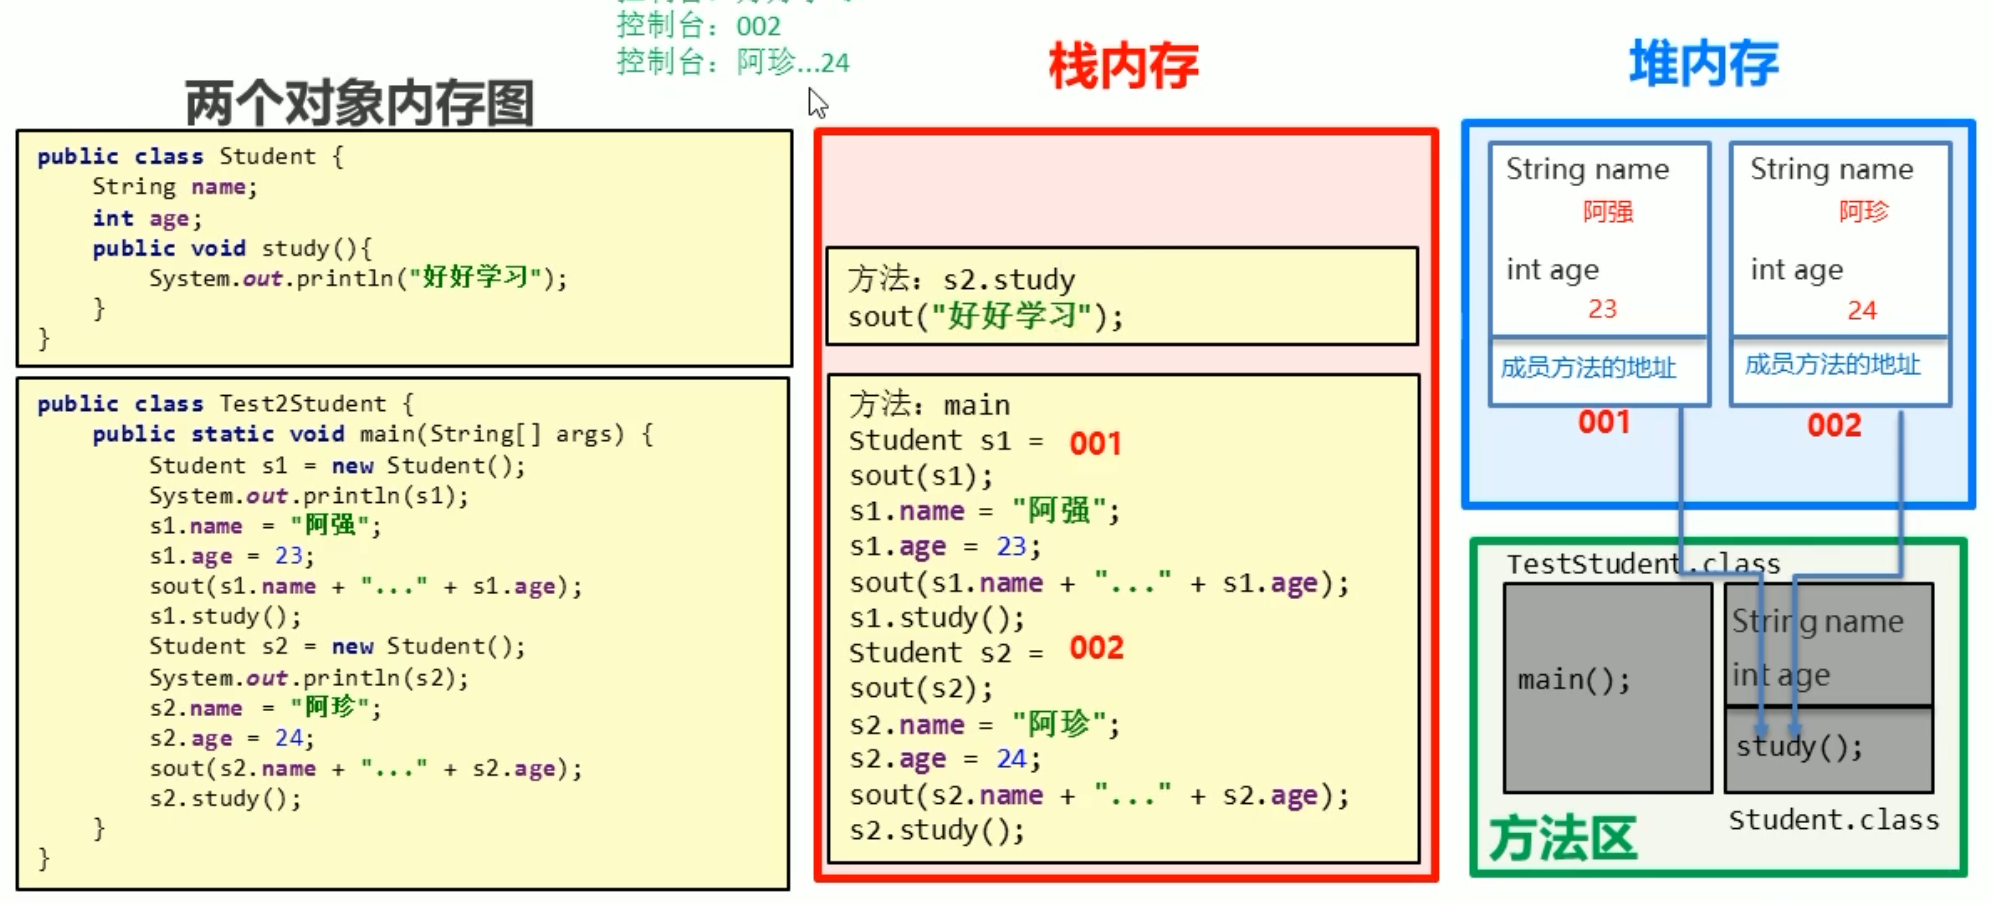 控制台：002
控制台：阿珍...24
两个对象内存图
public class Student {
String name;
int age;
public void study(){
System.out.println("好好学习");
}
}
public class Test2Student {
public static void main(String[] args) {
Student s1 = new Student();
System.out.println(s1);
s1.name = "阿强";
s1.age = 23;
sout(s1.name + "..." + s1.age);
s1.study();
Student s2 = new Student();
System.out.println(s2);
s2.name = "阿珍";
s2.age = 24;
sout(s2.name + "..." + s2.age);
s2.study();
}
}
栈内存
方法：s2.study
sout("好好学习");
方法：main
Student s1 = 001
sout(s1);
s1.name = "阿强";
s1.age = 23;
sout(s1.name + "..." + s1.age);
s1.study();
Student s2 = 002
sout(s2);
s2.name = "阿珍";
s2.age = 24;
sout(s2.name + "..." + s2.age);
s2.study();
堆内存
String name
阿强
int age
23
成员方法的地址
001
String name
阿珍
int age
24
成员方法的地址
002
TestStudent.class
main();
String name
int age
study();
Student.class
方法区